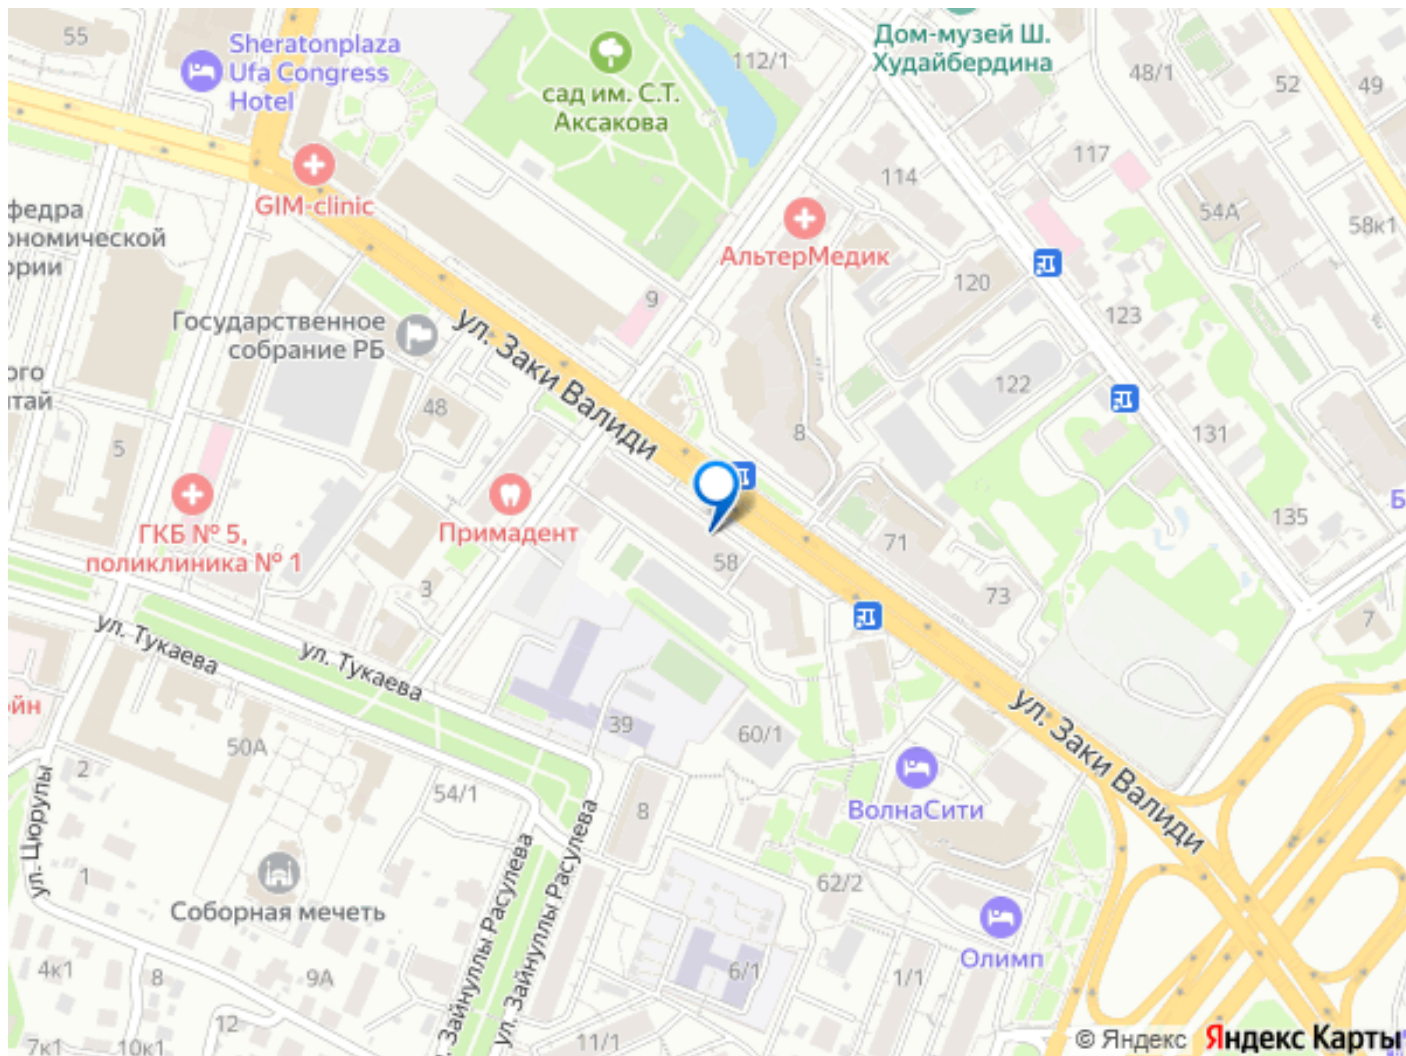 55
Sheratonplaza
Ufa Congress
Hotel
сад им. С.Т.
Аксакова
112/1
Дом-музей Ш.
Худайбердина
48/1
52
49
117
114
54А
58к1
GIM-clinic
федра
ономической
ории
АльтерМедик
120
9
123
Государственное
собрание РБ
ул. Заки Валиди
ого
тай
122
48
8
131
5
ГКБ № 5,
поликлиника № 1
Примадент
135
Б
71
58
3
73
7
ул. Тукаева
ул. Тукаева
йн
39
60/1
50А
ул. Заки Валиди
2
54/1
8
ВолнаСити
ул. Цюрупы
1
62/2
Соборная мечеть
ул. Зайнуллы Расулева
ул. Зайнуллы Расулева
Олимп
4к1
8
9А
6/1
1/1
12
7к1
10к1
11/1
© Яндекс Яндекс Карты